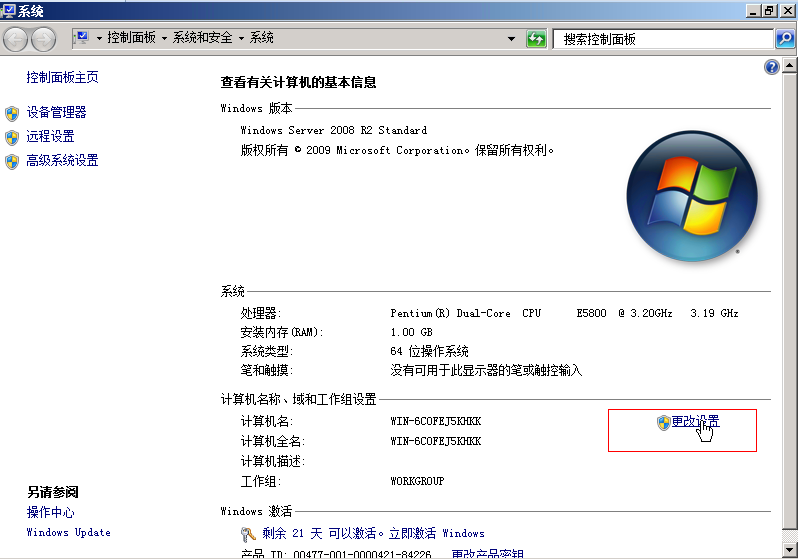 系统
控制面板 系统和安全 系统 搜索控制面板
控制面板主页
设备管理器
远程设置
高级系统设置
查看有关计算机的基本信息
Windows 版本
Windows Server 2008 R2 Standard
版权所有 © 2009 Microsoft Corporation。保留所有权利。
系统
处理器: Pentium(R) Dual-Core CPU E5800 @ 3.20GHz 3.19 GHz
安装内存(RAM): 1.00 GB
系统类型: 64 位操作系统
笔和触摸: 没有可用于此显示器的笔或触控输入
计算机名称、域和工作组设置
计算机名: WIN-6COFEJ5KHKK 更改设置
计算机全名: WIN-6COFEJ5KHKK
计算机描述:
工作组: WORKGROUP
Windows 激活
剩余 21 天 可以激活。立即激活 Windows
产品 ID: 00477-001-0000421-84226 更改产品密钥
另请参阅
操作中心
Windows Update